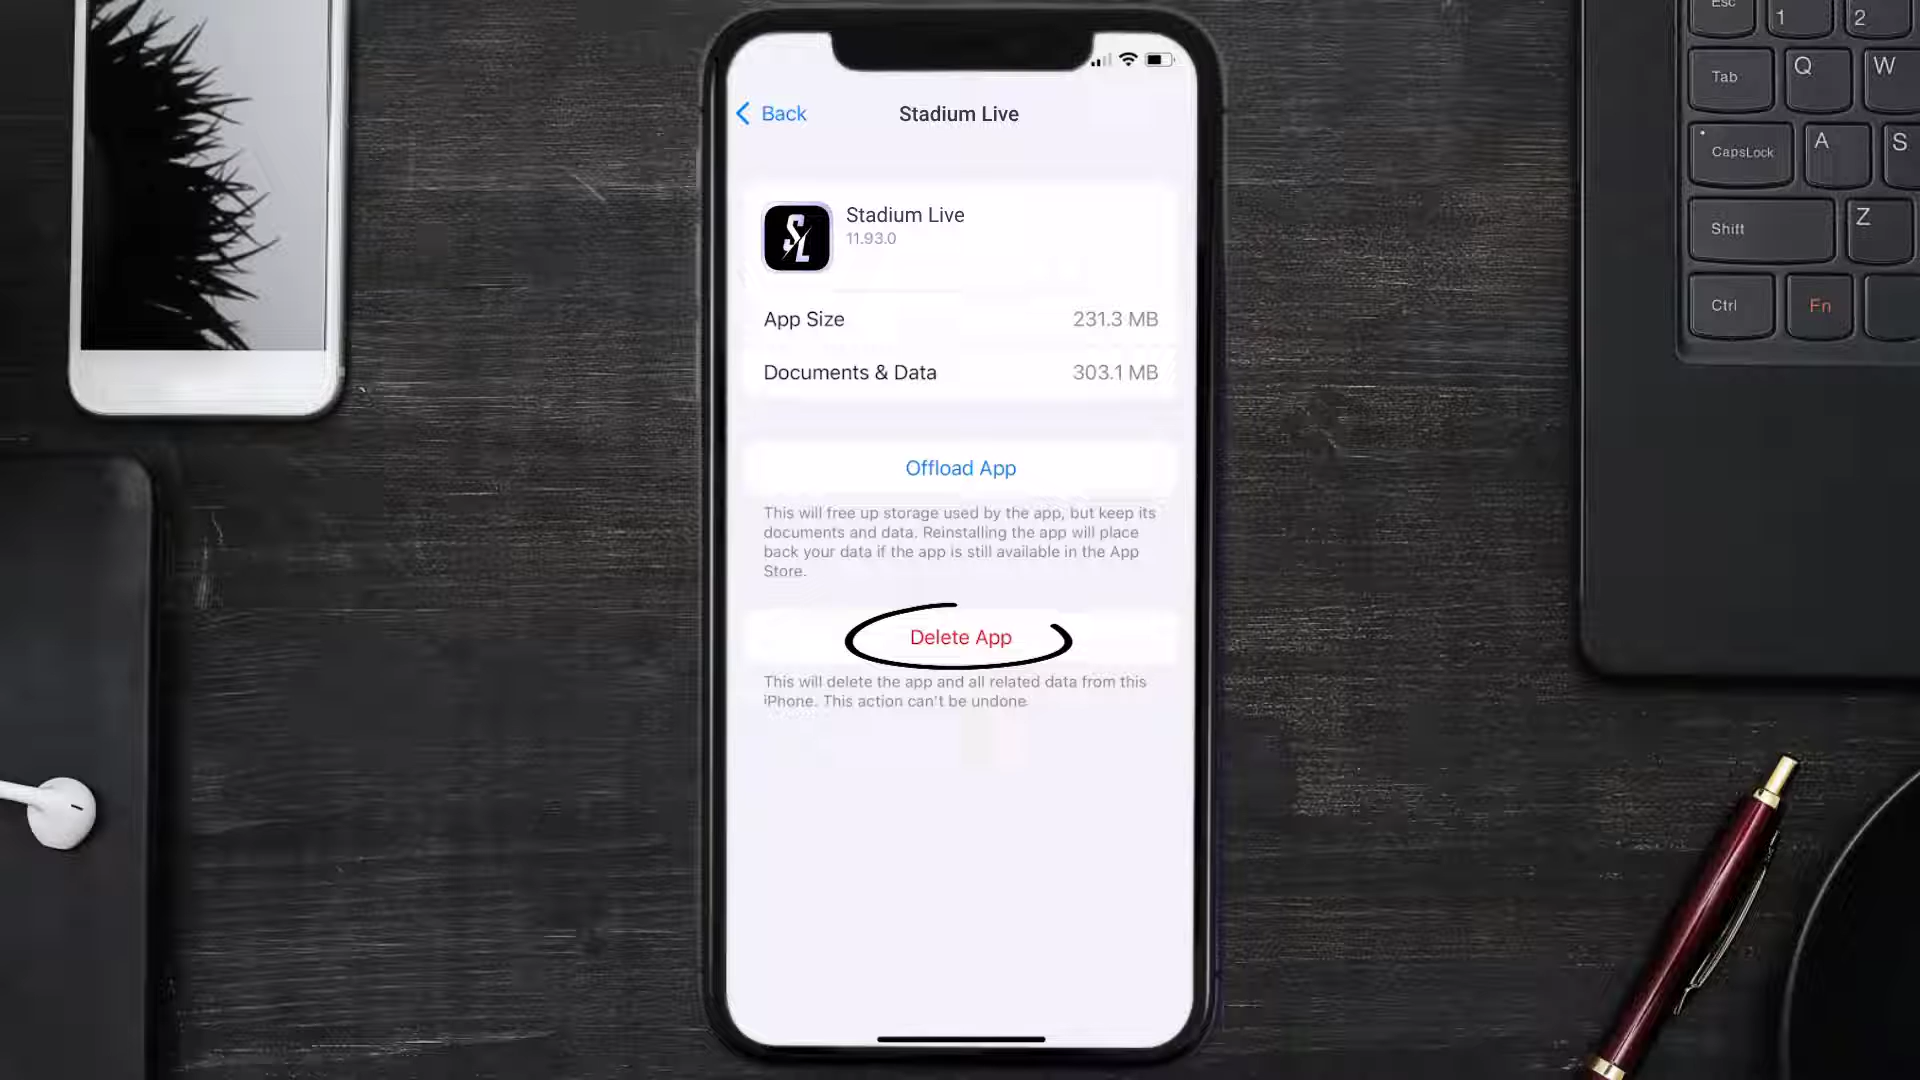 Back
Stadium Live
SL
Stadium Live
11.93.0
App Size 231.3 MB
Documents & Data 303.1 MB
Offload App
This will free up storage used by the app, but keep its
documents and data. Reinstalling the app will place
back your data if the app is still available in the App
Store.
Delete App
This will delete the app and all related data from this
iPhone. This action can't be undone
Esc 1 2
Tab Q W
CapsLock A S
Shift Z
Ctrl Fn